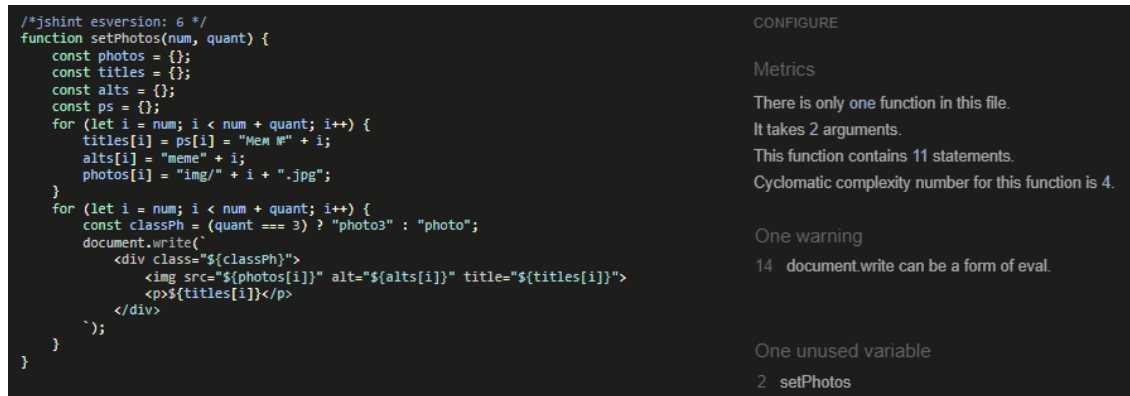 /*jshint esversion: 6 */
function setPhotos(num, quant) {
    const photos = {};
    const titles = {};
    const alts = {};
    const ps = {};
    for (let i = num; i < num + quant; i++) {
        titles[i] = ps[i] = "Мем №" + i;
        alts[i] = "meme" + i;
        photos[i] = "img/" + i + ".jpg";
    }
    for (let i = num; i < num + quant; i++) {
        const classPh = (quant === 3) ? "photo3" : "photo";
        document.write(`
            <div class="${classPh}">
                <img src="${photos[i]}" alt="${alts[i]}" title="${titles[i]}">
                <p>${titles[i]}</p>
            </div>
        `);
    }
}
CONFIGURE
Metrics
There is only one function in this file.
It takes 2 arguments.
This function contains 11 statements.
Cyclomatic complexity number for this function is 4.
One warning
14 document.write can be a form of eval.
One unused variable
2 setPhotos